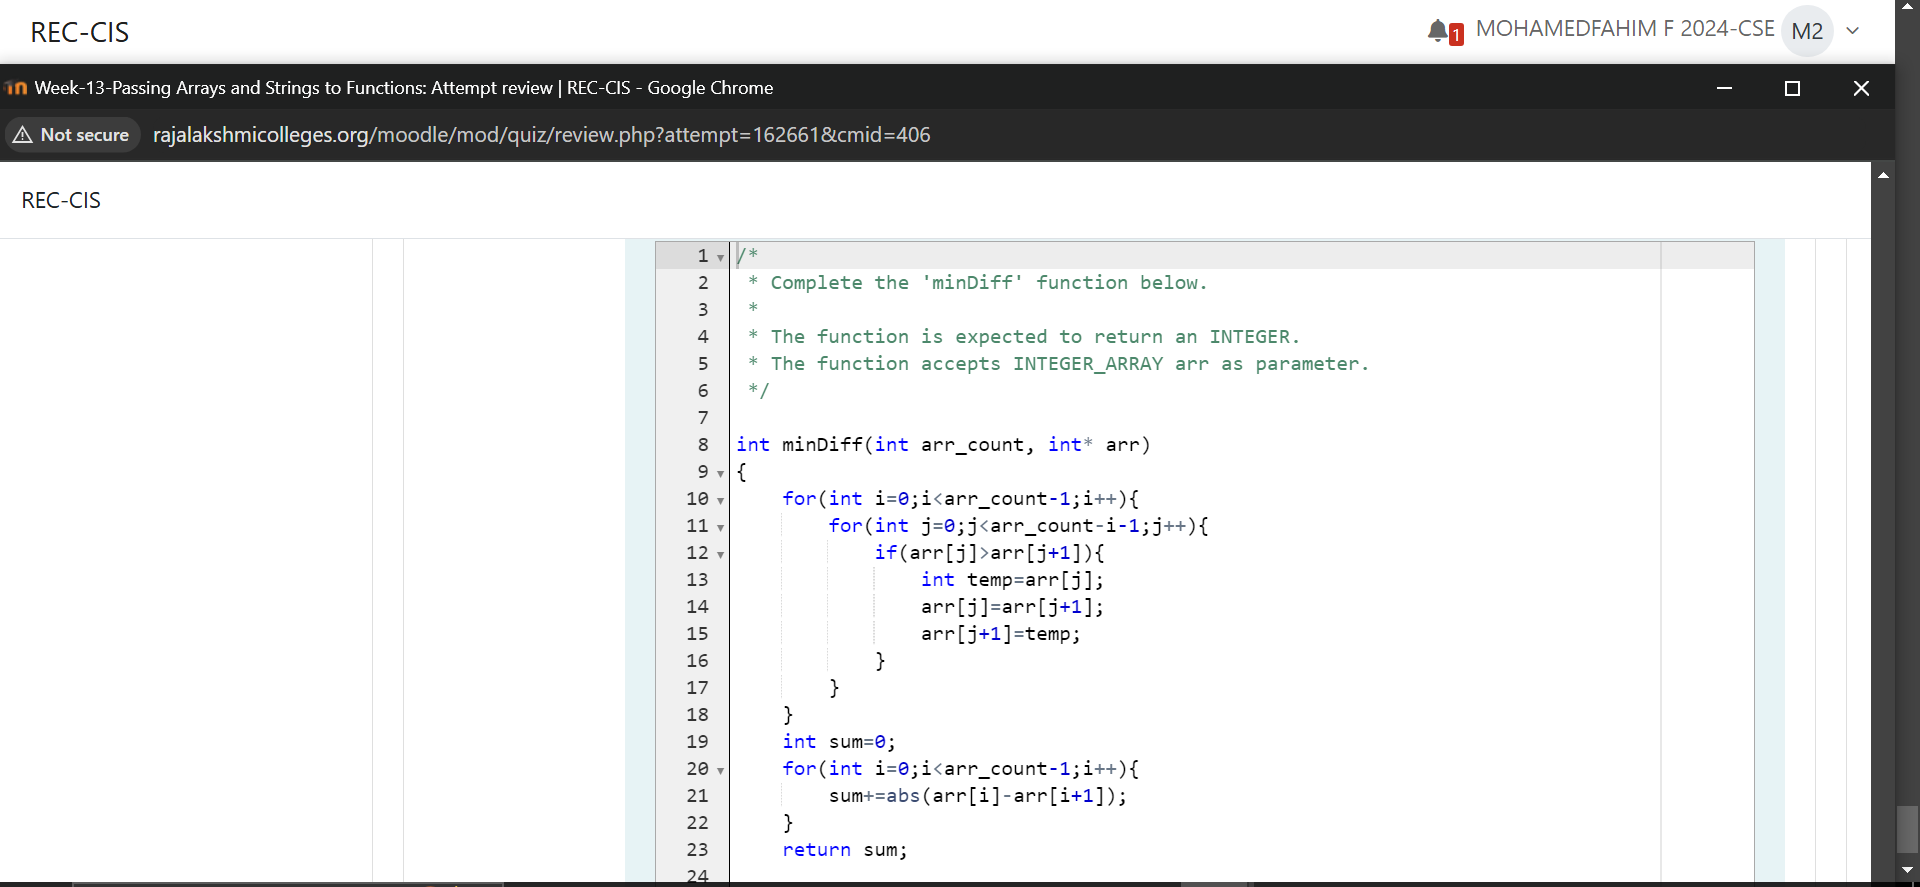 REC-CIS
1 MOHAMEDFAHIM F 2024-CSE M2
Week-13-Passing Arrays and Strings to Functions: Attempt review | REC-CIS - Google Chrome
Not secure rajalakshmicolleges.org/moodle/mod/quiz/review.php?attempt=162661&cmid=406
REC-CIS
1 /*
2  * Complete the 'minDiff' function below.
3  *
4  * The function is expected to return an INTEGER.
5  * The function accepts INTEGER_ARRAY arr as parameter.
6  */
7
8 int minDiff(int arr_count, int* arr)
9 {
10     for(int i=0;i<arr_count-1;i++){
11         for(int j=0;j<arr_count-i-1;j++){
12             if(arr[j]>arr[j+1]){
13                 int temp=arr[j];
14                 arr[j]=arr[j+1];
15                 arr[j+1]=temp;
16             }
17         }
18     }
19     int sum=0;
20     for(int i=0;i<arr_count-1;i++){
21         sum+=abs(arr[i]-arr[i+1]);
22     }
23     return sum;
24